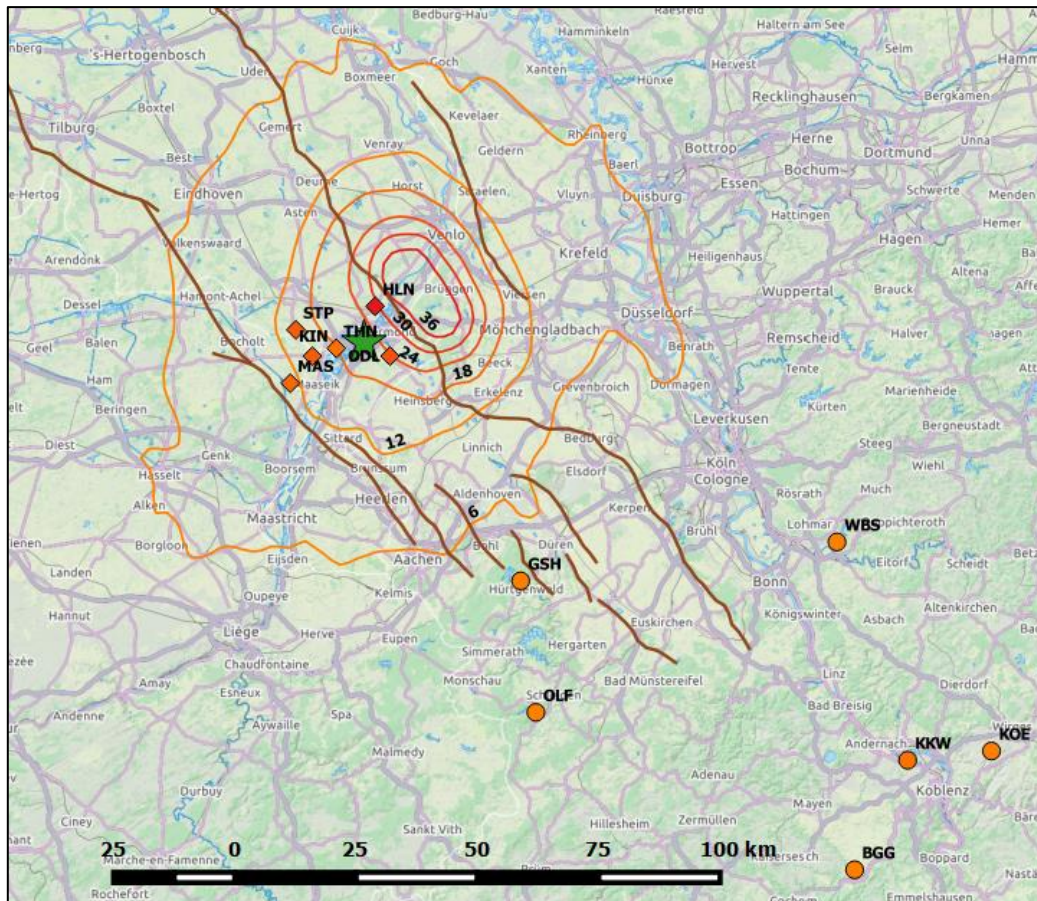 Bedburg-Hau
Haltern am See
Cuijk
Hamminkeln
's-Hertogenbosch
Goch
Selm
Uden
Boxmeer
Xanten
Hünxe
Hervest
Bergkamen
Recklinghausen
Boxtel
Kevelaer
Tilburg
Gemert
Rheinberg
Herne
Unna
Best
Venray
Geldern
Bottrop
Dortmund
Baerl
Essen
Bochum
Schwerte
Menden
Eindhoven
Deurne
Horst
Straelen
Vluyn
Duisburg
Hattingen
Hemer
Asten
Venlo
Krefeld
Heiligenhaus
Hagen
Valkenswaard
Arendonk
Altena
Hamont-Achel
HLN
Brüggen
Viersen
Wuppertal
Dessel
STP
30
36
Düsseldorf
Halver
Geel
Balen
Bocholt
KIN
THN
Mönchengladbach
Benrath
Remscheid
Ham
MAS
ODL
24
Beeck
18
Tente
Marienheide
Maaseik
Heinsberg
Erkelenz
Grevenbroich
Dormagen
Kürten
Beringen
Leverkusen
Bergneustadt
Diest
12
Sittard
Linnich
Bedburg
Steeg
Genk
Boorsem
Brunssum
Elsdorf
Köln
Wiehl
Hasselt
Cologne
Alken
Heerlen
Aldenhoven
Rösrath
Much
Maastricht
6
Kerpen
Brühl
Lohmar
WBS
Ruppichteroth
Borgloon
Eijsden
Aachen
Düren
Landen
GSH
Eitorf
Scheidt
Oupeye
Kelmis
Hürtgenwald
Bonn
Hannut
Altenkirchen
Liège
Herve
Eupen
Euskirchen
Königswinter
Asbach
Chaudfontaine
Simmerath
Hergarten
Amay
Esneux
Monschau
Bad Münstereifel
Linz
Dierdorf
Spa
OLF
Andenne
Aywaille
Bad Breisig
Malmedy
Andernach
KKW
KOE
Adenau
Durbuy
Koblenz
Mayen
Ciney
Sankt Vith
Hillesheim
Zermüllen
25 0 25 50 75 100 km
BGG
Kaisersesch
Boppard
Marche-en-Famenne
Rochefort
Emmelshausen